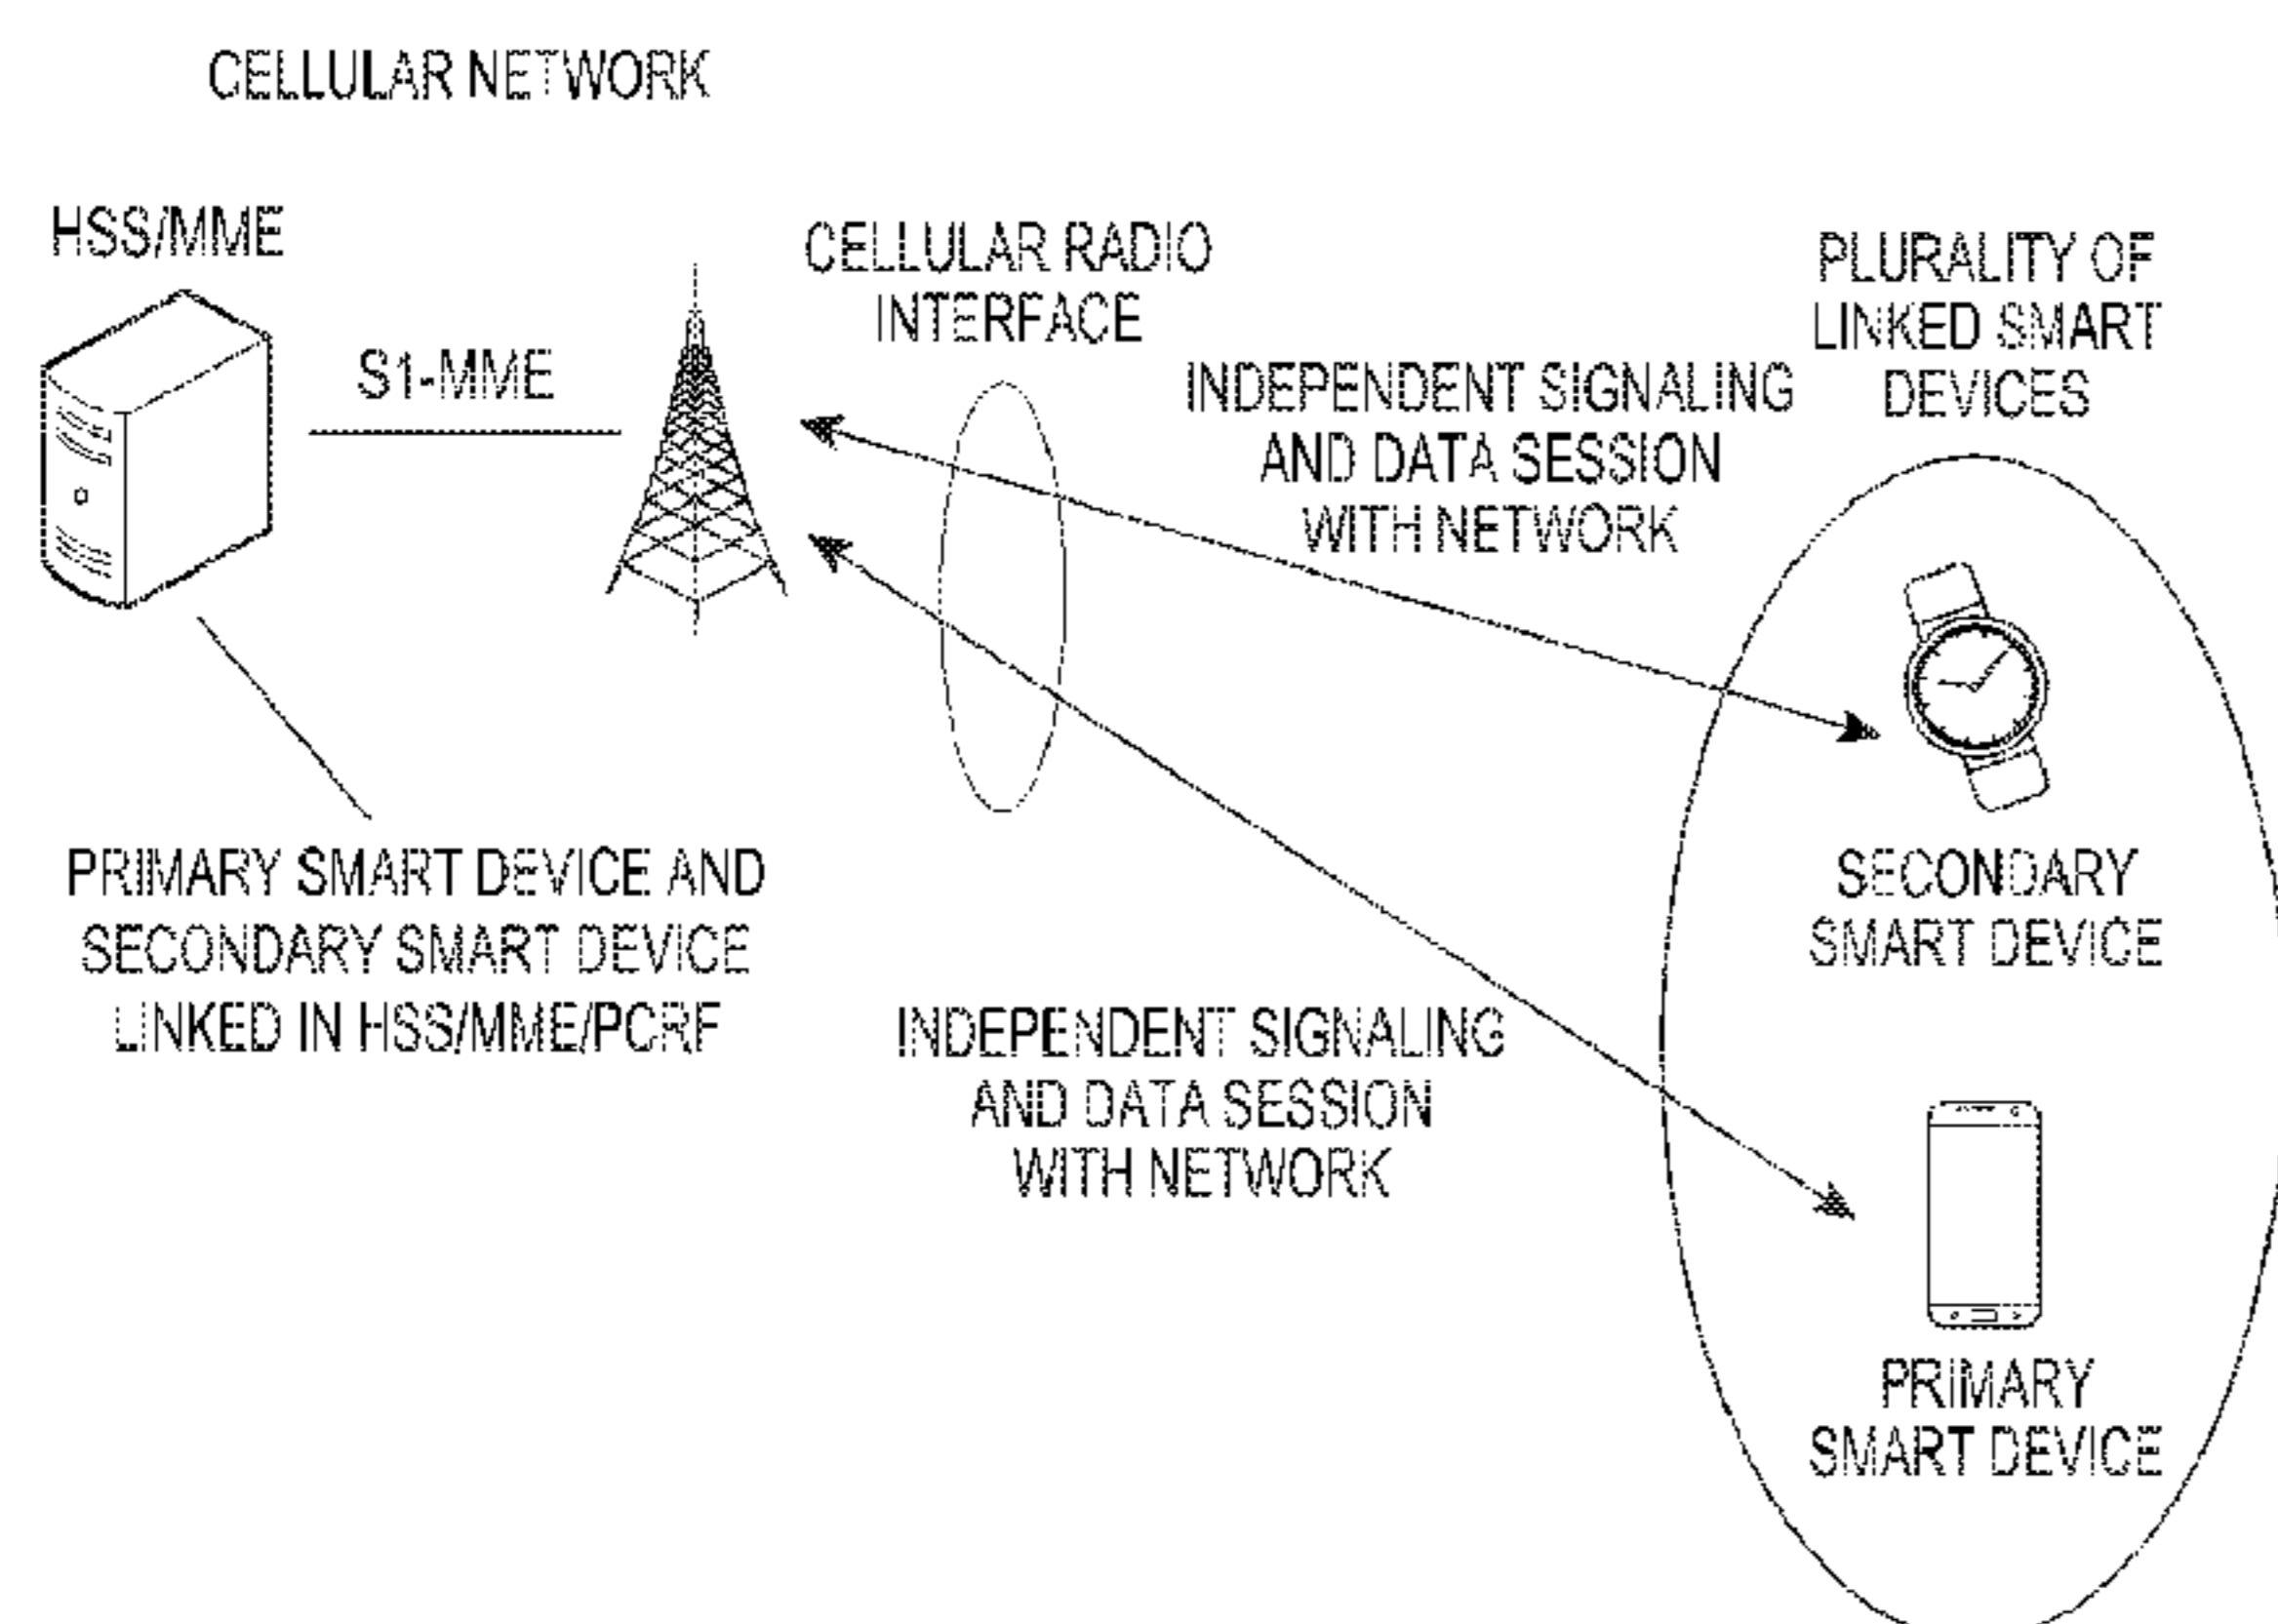 CELLULAR NETWORK
HSS/MME
S1-MME
CELLULAR RADIO
INTERFACE
INDEPENDENT SIGNALING
AND DATA SESSION
WITH NETWORK
PLURALITY OF
LINKED SMART
DEVICES
SECONDARY
SMART DEVICE
PRIMARY SMART DEVICE AND
SECONDARY SMART DEVICE
LINKED IN HSS/MME/PCRF
INDEPENDENT SIGNALING
AND DATA SESSION
WITH NETWORK
PRIMARY
SMART DEVICE